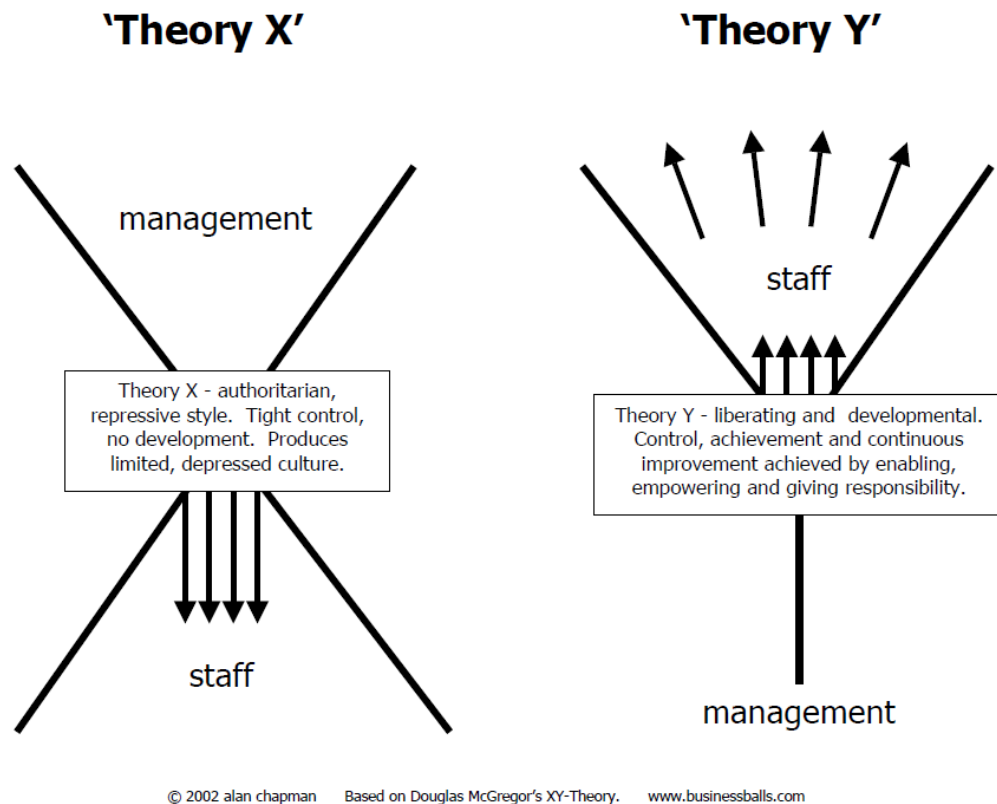 ‘Theory X’
management
Theory X - authoritarian,
repressive style.  Tight control,
no development.  Produces
limited, depressed culture.
staff
‘Theory Y’
staff
Theory Y - liberating and  developmental.
Control, achievement and continuous
improvement achieved by enabling,
empowering and giving responsibility.
management
© 2002 alan chapman     Based on Douglas McGregor’s XY-Theory.     www.businessballs.com